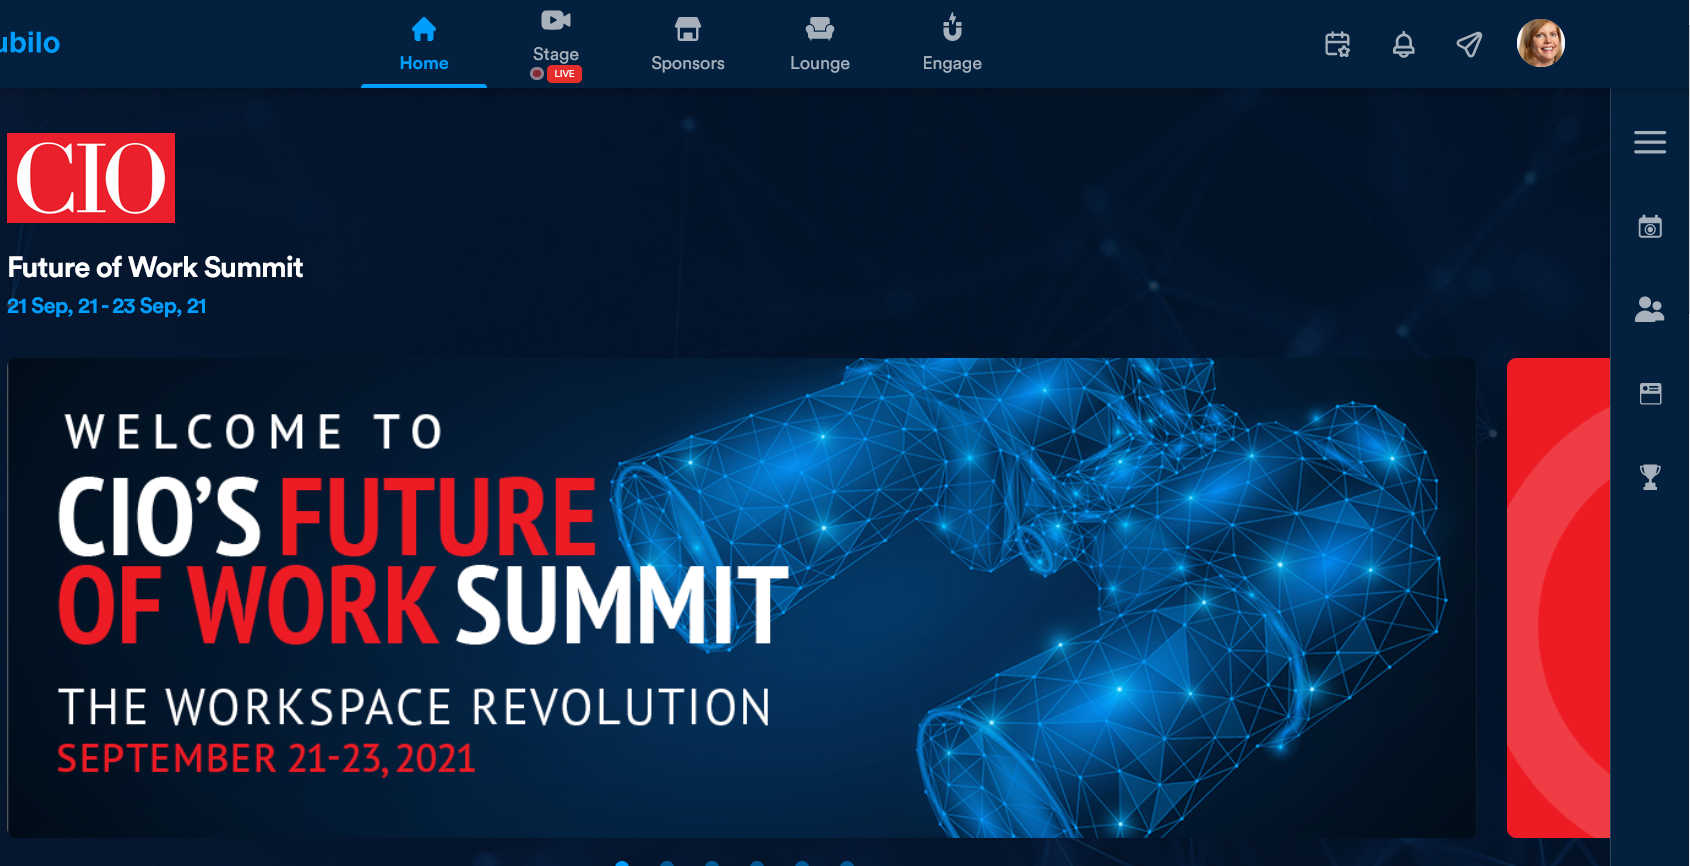 ubilo
Home
Stage
LIVE
Sponsors
Lounge
Engage
CIO
Future of Work Summit
21 Sep, 21 - 23 Sep, 21
WELCOME TO
CIO'S FUTURE
OF WORK SUMMIT
THE WORKSPACE REVOLUTION
SEPTEMBER 21-23, 2021